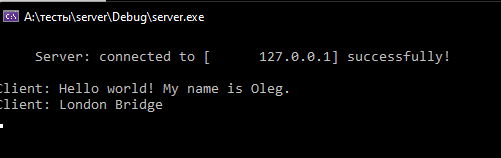 A:\тесты\server\Debug\server.exe
Server: connected to [ 127.0.0.1] successfully!
Client: Hello world! My name is Oleg.
Client: London Bridge